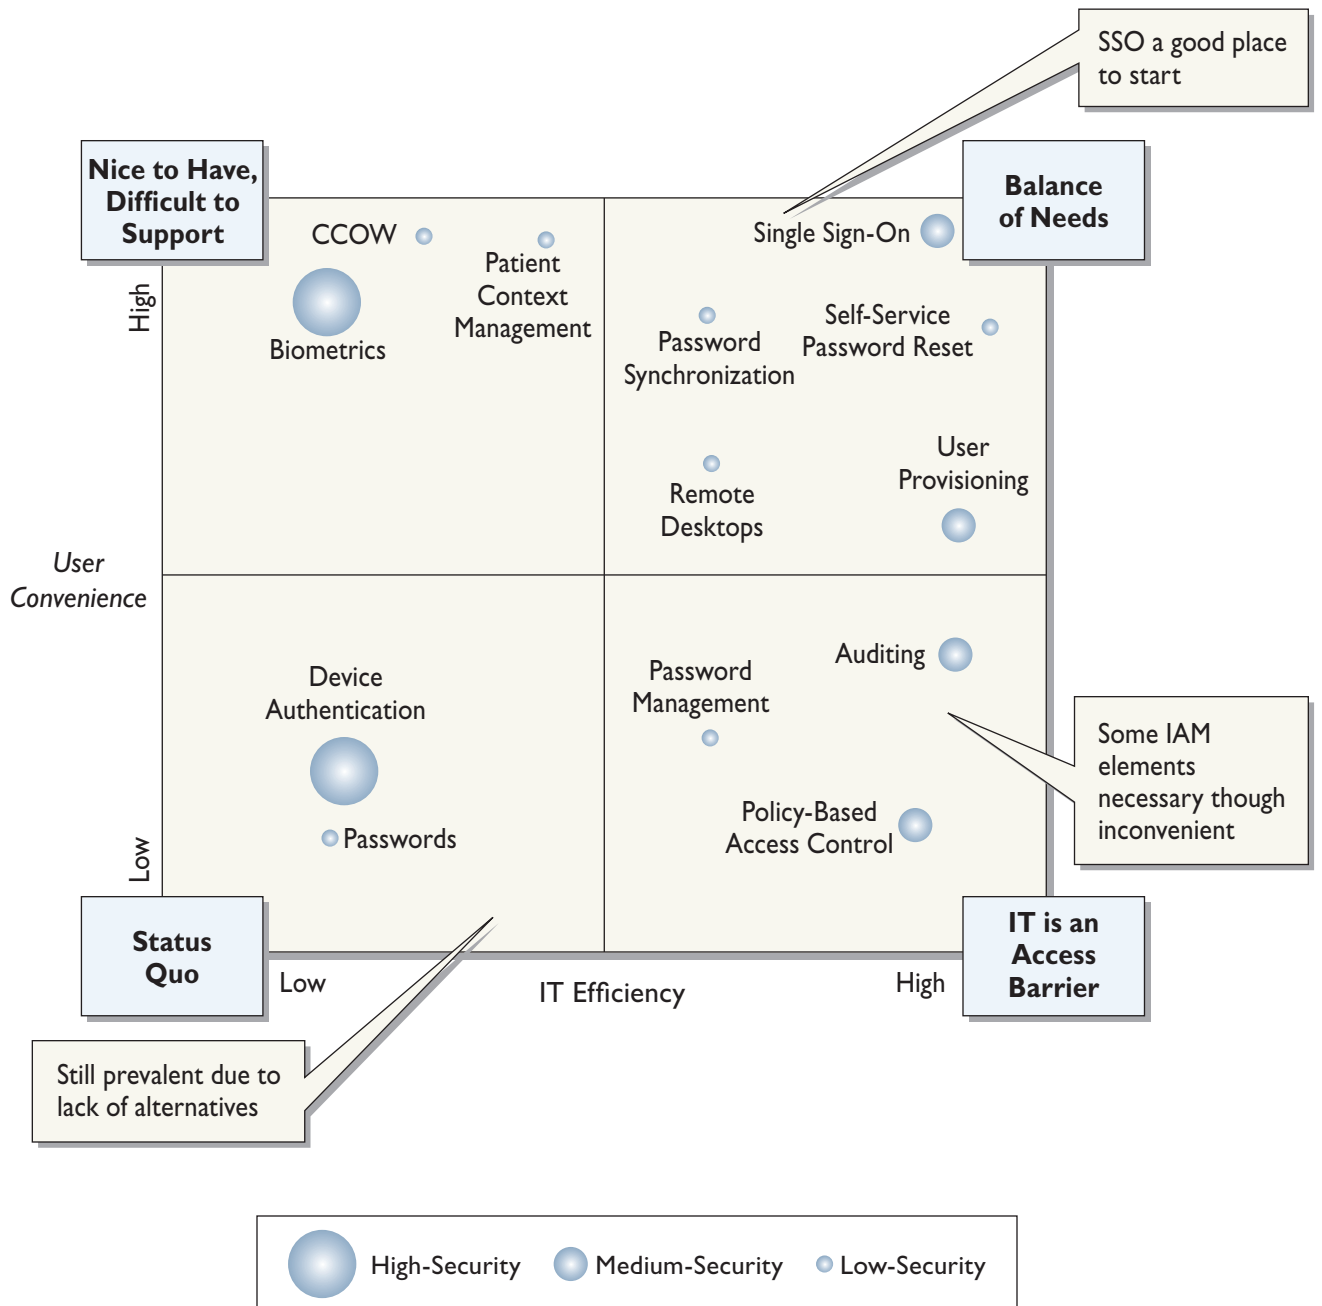 SSO a good place
to start
Nice to Have,
Difficult to
Support
Balance
of Needs
CCOW
Patient
Context
Management
Biometrics
Single Sign-On
Password
Synchronization
Self-Service
Password Reset
Remote
Desktops
User
Provisioning
High
User
Convenience
Low
Device
Authentication
Passwords
Password
Management
Auditing
Policy-Based
Access Control
Some IAM
elements
necessary though
inconvenient
Status
Quo
Low
IT Efficiency
High
IT is an
Access
Barrier
Still prevalent due to
lack of alternatives
High-Security
Medium-Security
Low-Security